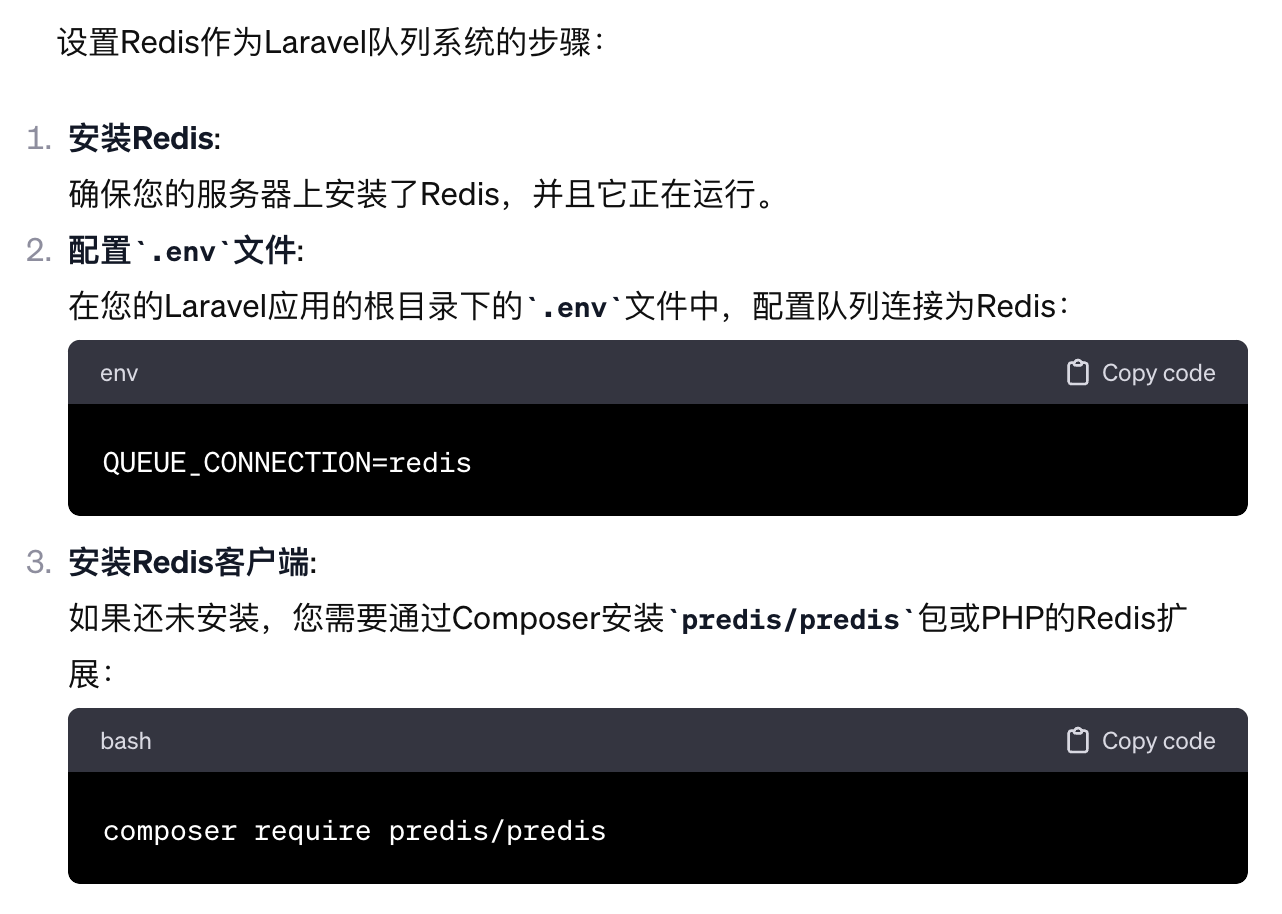 设置Redis作为Laravel队列系统的步骤：
1. 安装Redis:
确保您的服务器上安装了Redis，并且它正在运行。
2. 配置`.env`文件:
在您的Laravel应用的根目录下的`.env`文件中，配置队列连接为Redis：
env Copy code
QUEUE_CONNECTION=redis
3. 安装Redis客户端:
如果还未安装，您需要通过Composer安装`predis/predis`包或PHP的Redis扩
展：
bash Copy code
composer require predis/predis